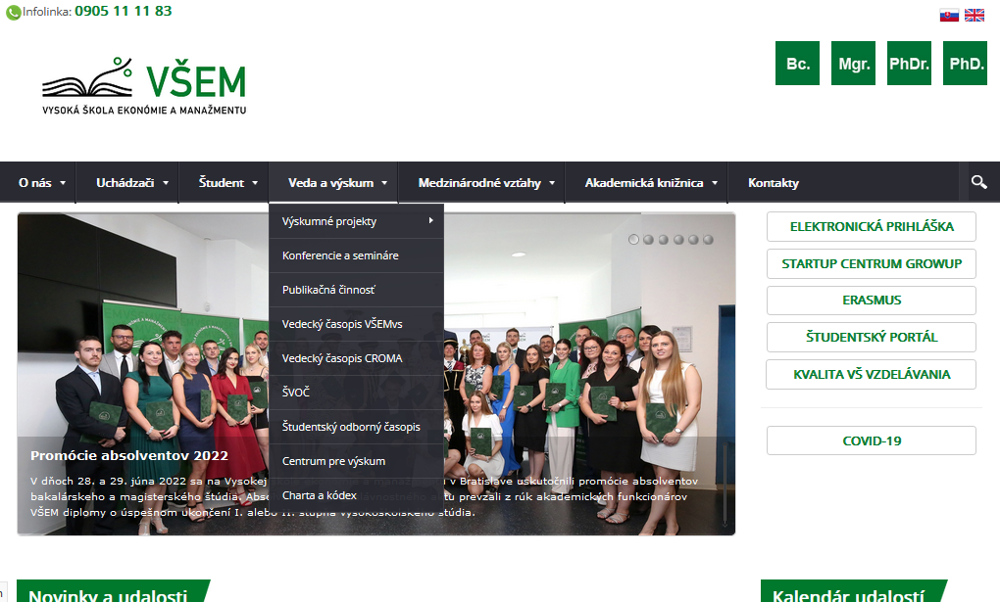 Infolinka: 0905 11 11 83
Bc.
Mgr.
PhDr.
PhD.
VŠEM
VYSOKÁ ŠKOLA EKONÓMIE A MANAŽMENTU
O nás
Uchádzači
Študent
Veda a výskum
Medzinárodné vzťahy
Akademická knižnica
Kontakty
Výskumné projekty
Konferencie a semináre
Publikačná činnosť
Vedecký časopis VŠEMvs
Vedecký časopis CROMA
ŠVOČ
Študentský odborný časopis
Centrum pre výskum
Charta a kódex
Promócie absolventov 2022
V dňoch 28. a 29. júna 2022 sa na Vysokej v Bratislave uskutočnili promócie absolventov
bakalárskeho a magisterského štúdia. prevzali z rúk akademických funkcionárov
VŠEM diplomy o úspešnom ukončení I. alebo II. stupňa vysokoškolského štúdia.
ELEKTRONICKÁ PRIHLÁŠKA
STARTUP CENTRUM GROWUP
ERASMUS
ŠTUDENTSKÝ PORTÁL
KVALITA VŠ VZDELÁVANIA
COVID-19
Novinky a udalosti
Kalendár udalostí